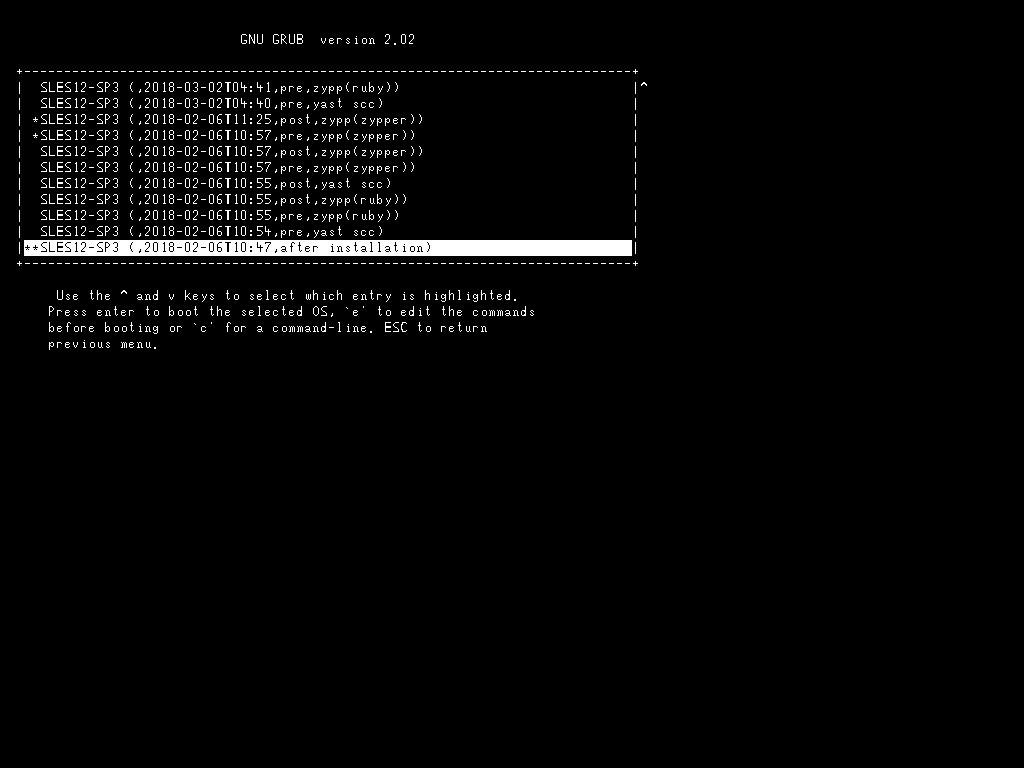 GNU GRUB  version 2.02
SLES12-SP3 (,2018-03-02T04:41,pre,zypp(ruby))
SLES12-SP3 (,2018-03-02T04:40,pre,yast scc)
*SLES12-SP3 (,2018-02-06T11:25,post,zypp(zypper))
*SLES12-SP3 (,2018-02-06T10:57,pre,zypp(zypper))
SLES12-SP3 (,2018-02-06T10:57,post,zypp(zypper))
SLES12-SP3 (,2018-02-06T10:57,pre,zypp(zypper))
SLES12-SP3 (,2018-02-06T10:55,post,yast scc)
SLES12-SP3 (,2018-02-06T10:55,post,zypp(ruby))
SLES12-SP3 (,2018-02-06T10:55,pre,zypp(ruby))
SLES12-SP3 (,2018-02-06T10:54,pre,yast scc)
**SLES12-SP3 (,2018-02-06T10:47,after installation)
Use the ^ and v keys to select which entry is highlighted.
Press enter to boot the selected OS, `e' to edit the commands
before booting or `c' for a command-line. ESC to return
previous menu.